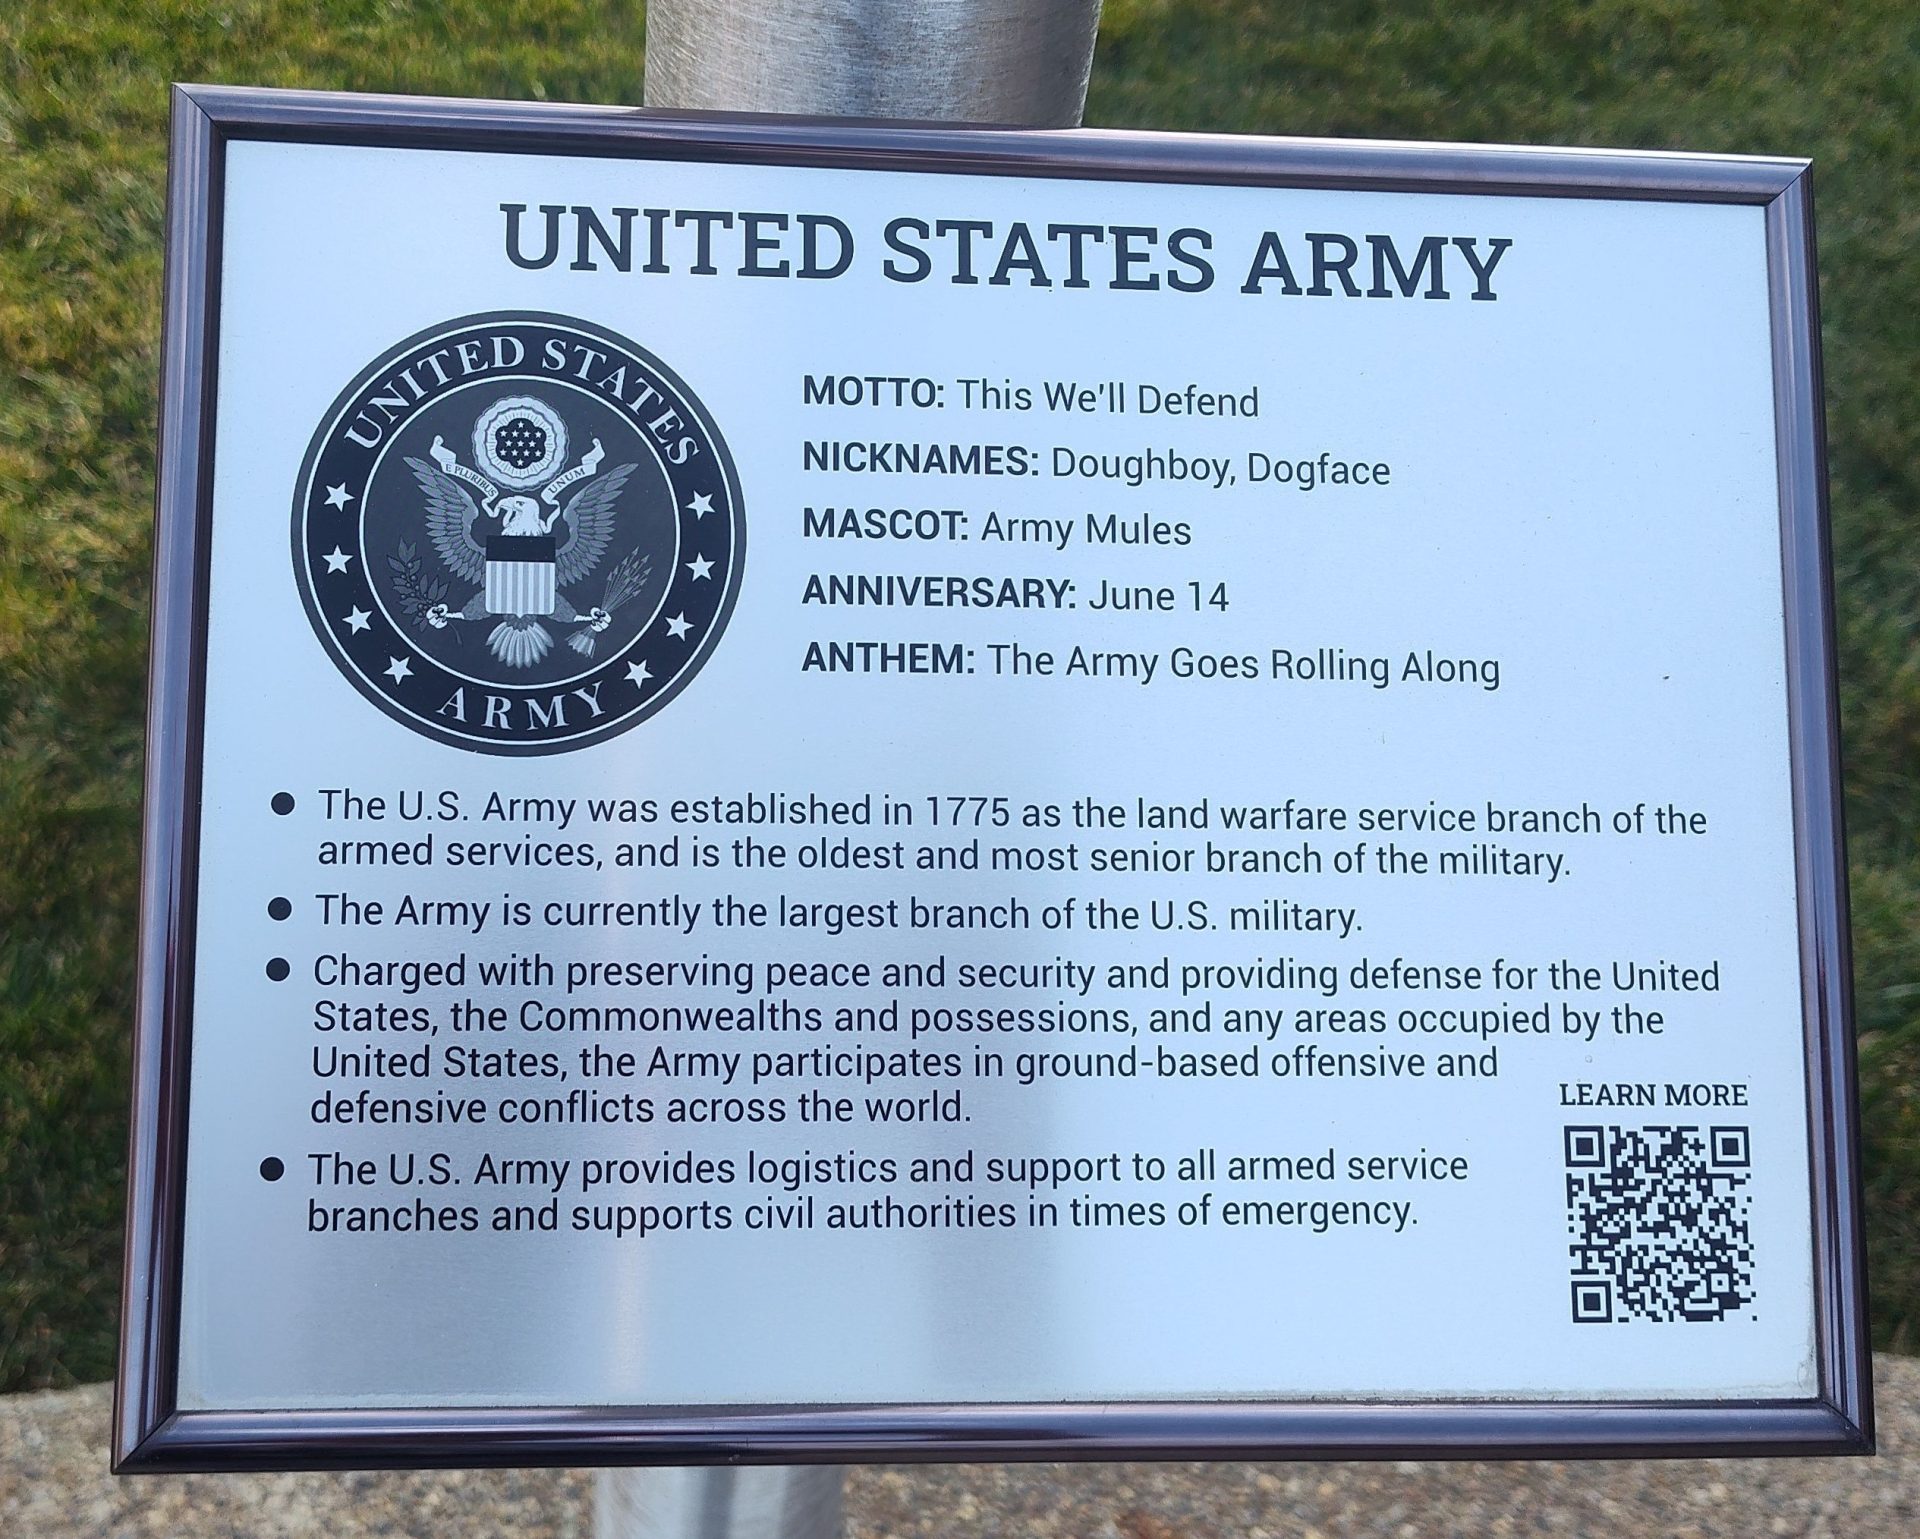 UNITED STATES ARMY
UNITED STATES
E PLURIBUS UNUM
ARMY
MOTTO: This We'll Defend
NICKNAMES: Doughboy, Dogface
MASCOT: Army Mules
ANNIVERSARY: June 14
ANTHEM: The Army Goes Rolling Along
● The U.S. Army was established in 1775 as the land warfare service branch of the
armed services, and is the oldest and most senior branch of the military.
● The Army is currently the largest branch of the U.S. military.
● Charged with preserving peace and security and providing defense for the United
States, the Commonwealths and possessions, and any areas occupied by the
United States, the Army participates in ground-based offensive and
defensive conflicts across the world.
● The U.S. Army provides logistics and support to all armed service
branches and supports civil authorities in times of emergency.
LEARN MORE